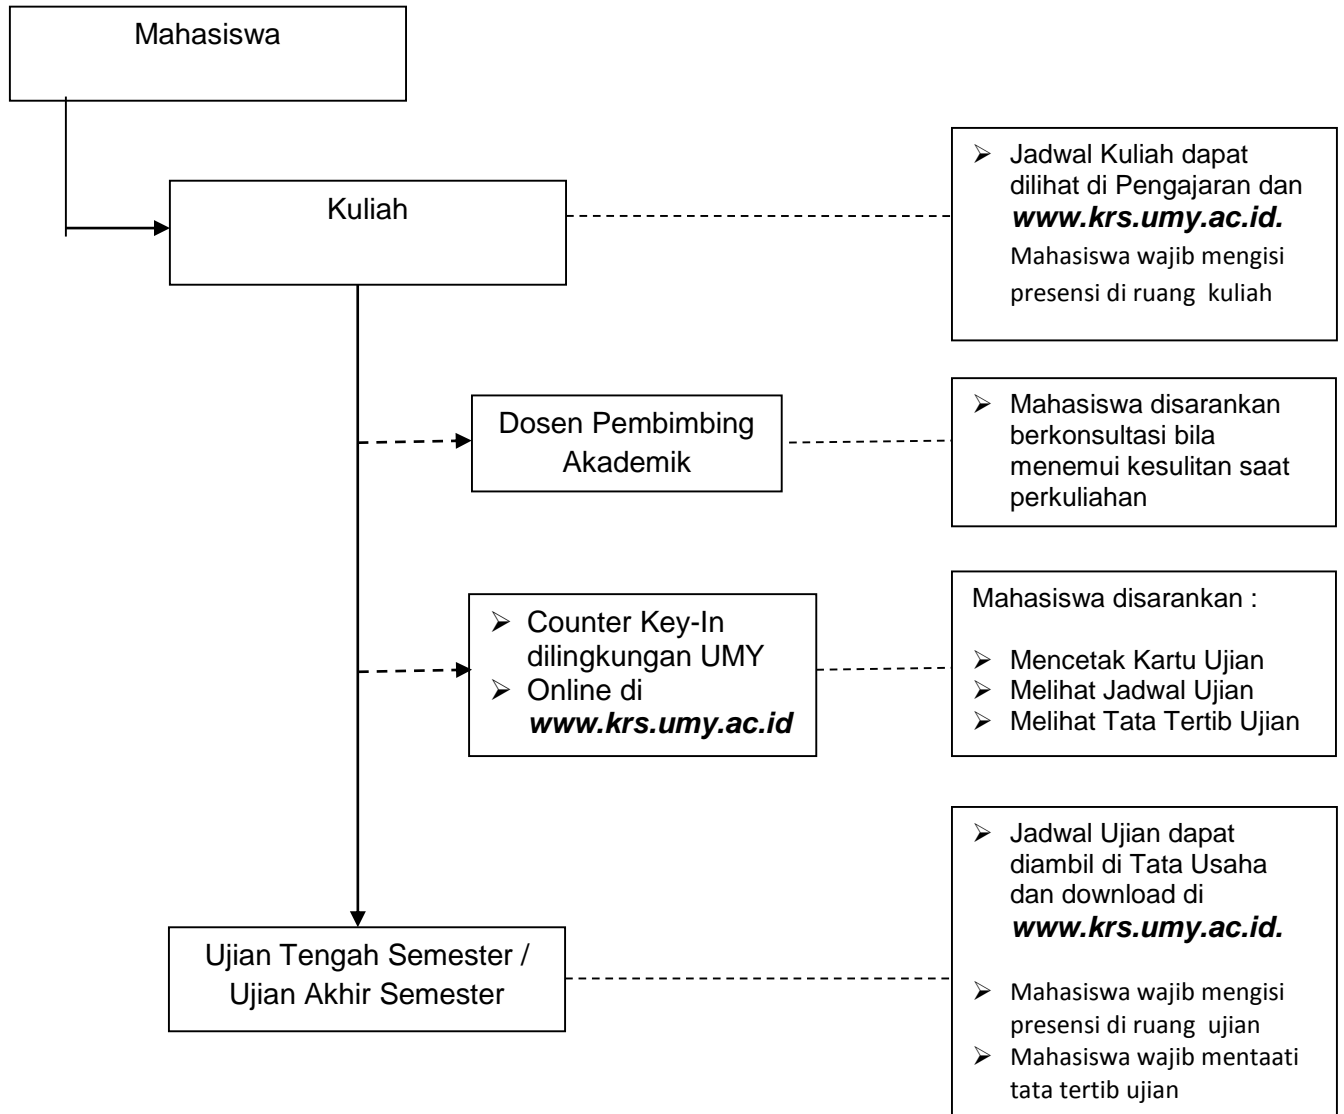 Mahasiswa
Kuliah
➢ Jadwal Kuliah dapat
dilihat di Pengajaran dan
www.krs.umy.ac.id.
Mahasiswa wajib mengisi
presensi di ruang kuliah
Dosen Pembimbing
Akademik
➢ Mahasiswa disarankan
berkonsultasi bila
menemui kesulitan saat
perkuliahan
➢ Counter Key-In
dilingkungan UMY
➢ Online di
www.krs.umy.ac.id
Mahasiswa disarankan :
➢ Mencetak Kartu Ujian
➢ Melihat Jadwal Ujian
➢ Melihat Tata Tertib Ujian
Ujian Tengah Semester /
Ujian Akhir Semester
➢ Jadwal Ujian dapat
diambil di Tata Usaha
dan download di
www.krs.umy.ac.id.
➢ Mahasiswa wajib mengisi
presensi di ruang ujian
➢ Mahasiswa wajib mentaati
tata tertib ujian